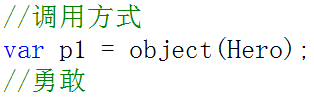 //调用方式
var p1 = object(Hero);
//勇敢